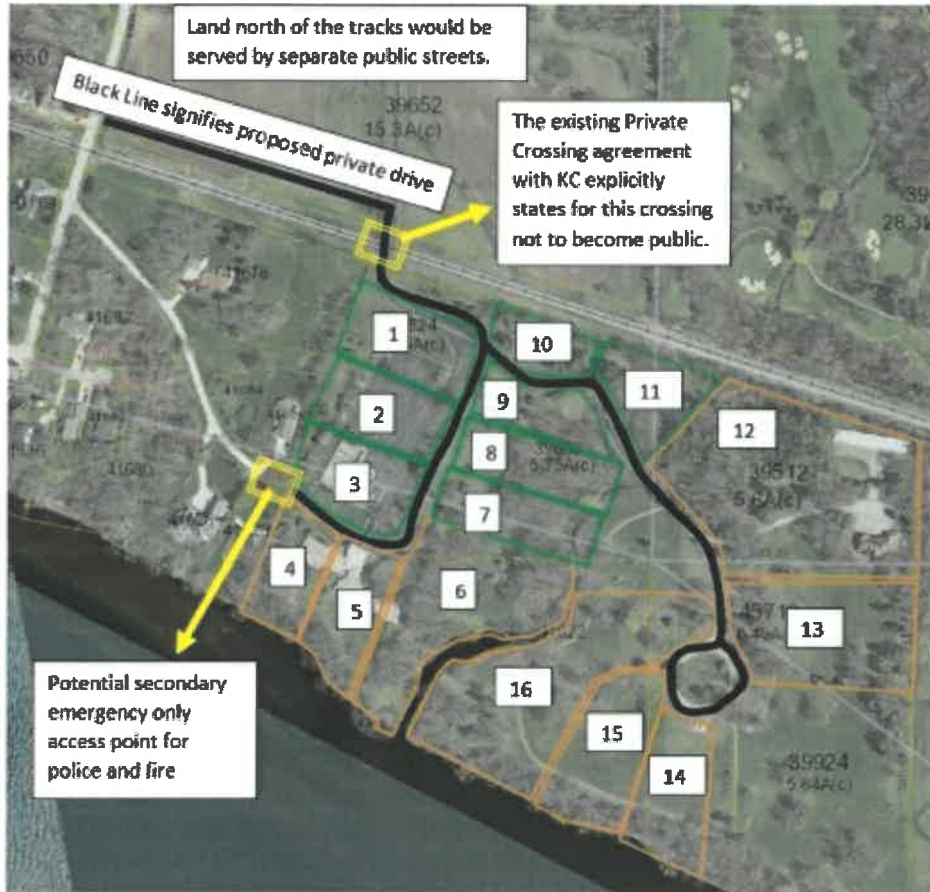 Land north of the tracks would be
served by separate public streets.
Black Line signifies proposed private drive
39652
15.3A(c)
The existing Private
Crossing agreement
with KC explicitly
states for this crossing
not to become public.
1
2
3
4
5
6
7
8
9
10
11
12
39512
13
14
15
16
39924
5.84A(c)
Potential secondary
emergency only
access point for
police and fire